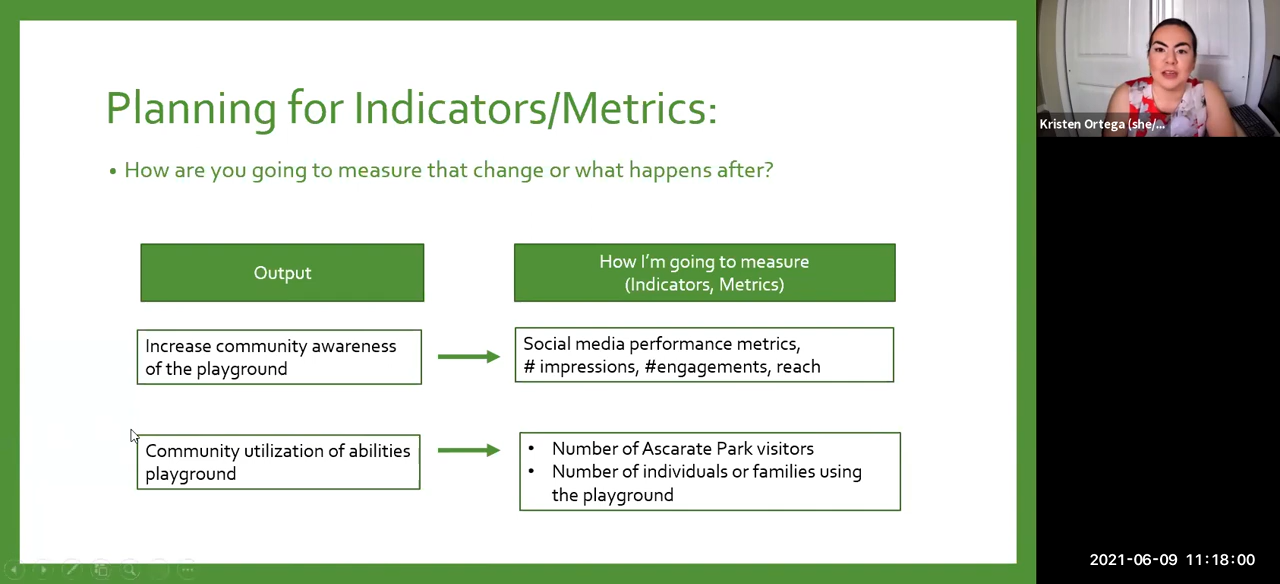 Planning for Indicators/Metrics:
• How are you going to measure that change or what happens after?
Output
How I'm going to measure
(Indicators, Metrics)
Increase community awareness
of the playground
Social media performance metrics,
# impressions, #engagements, reach
Community utilization of abilities
playground
• Number of Ascarate Park visitors
• Number of individuals or families using
the playground
Kristen Ortega (she/...
2021-06-09 11:18:00